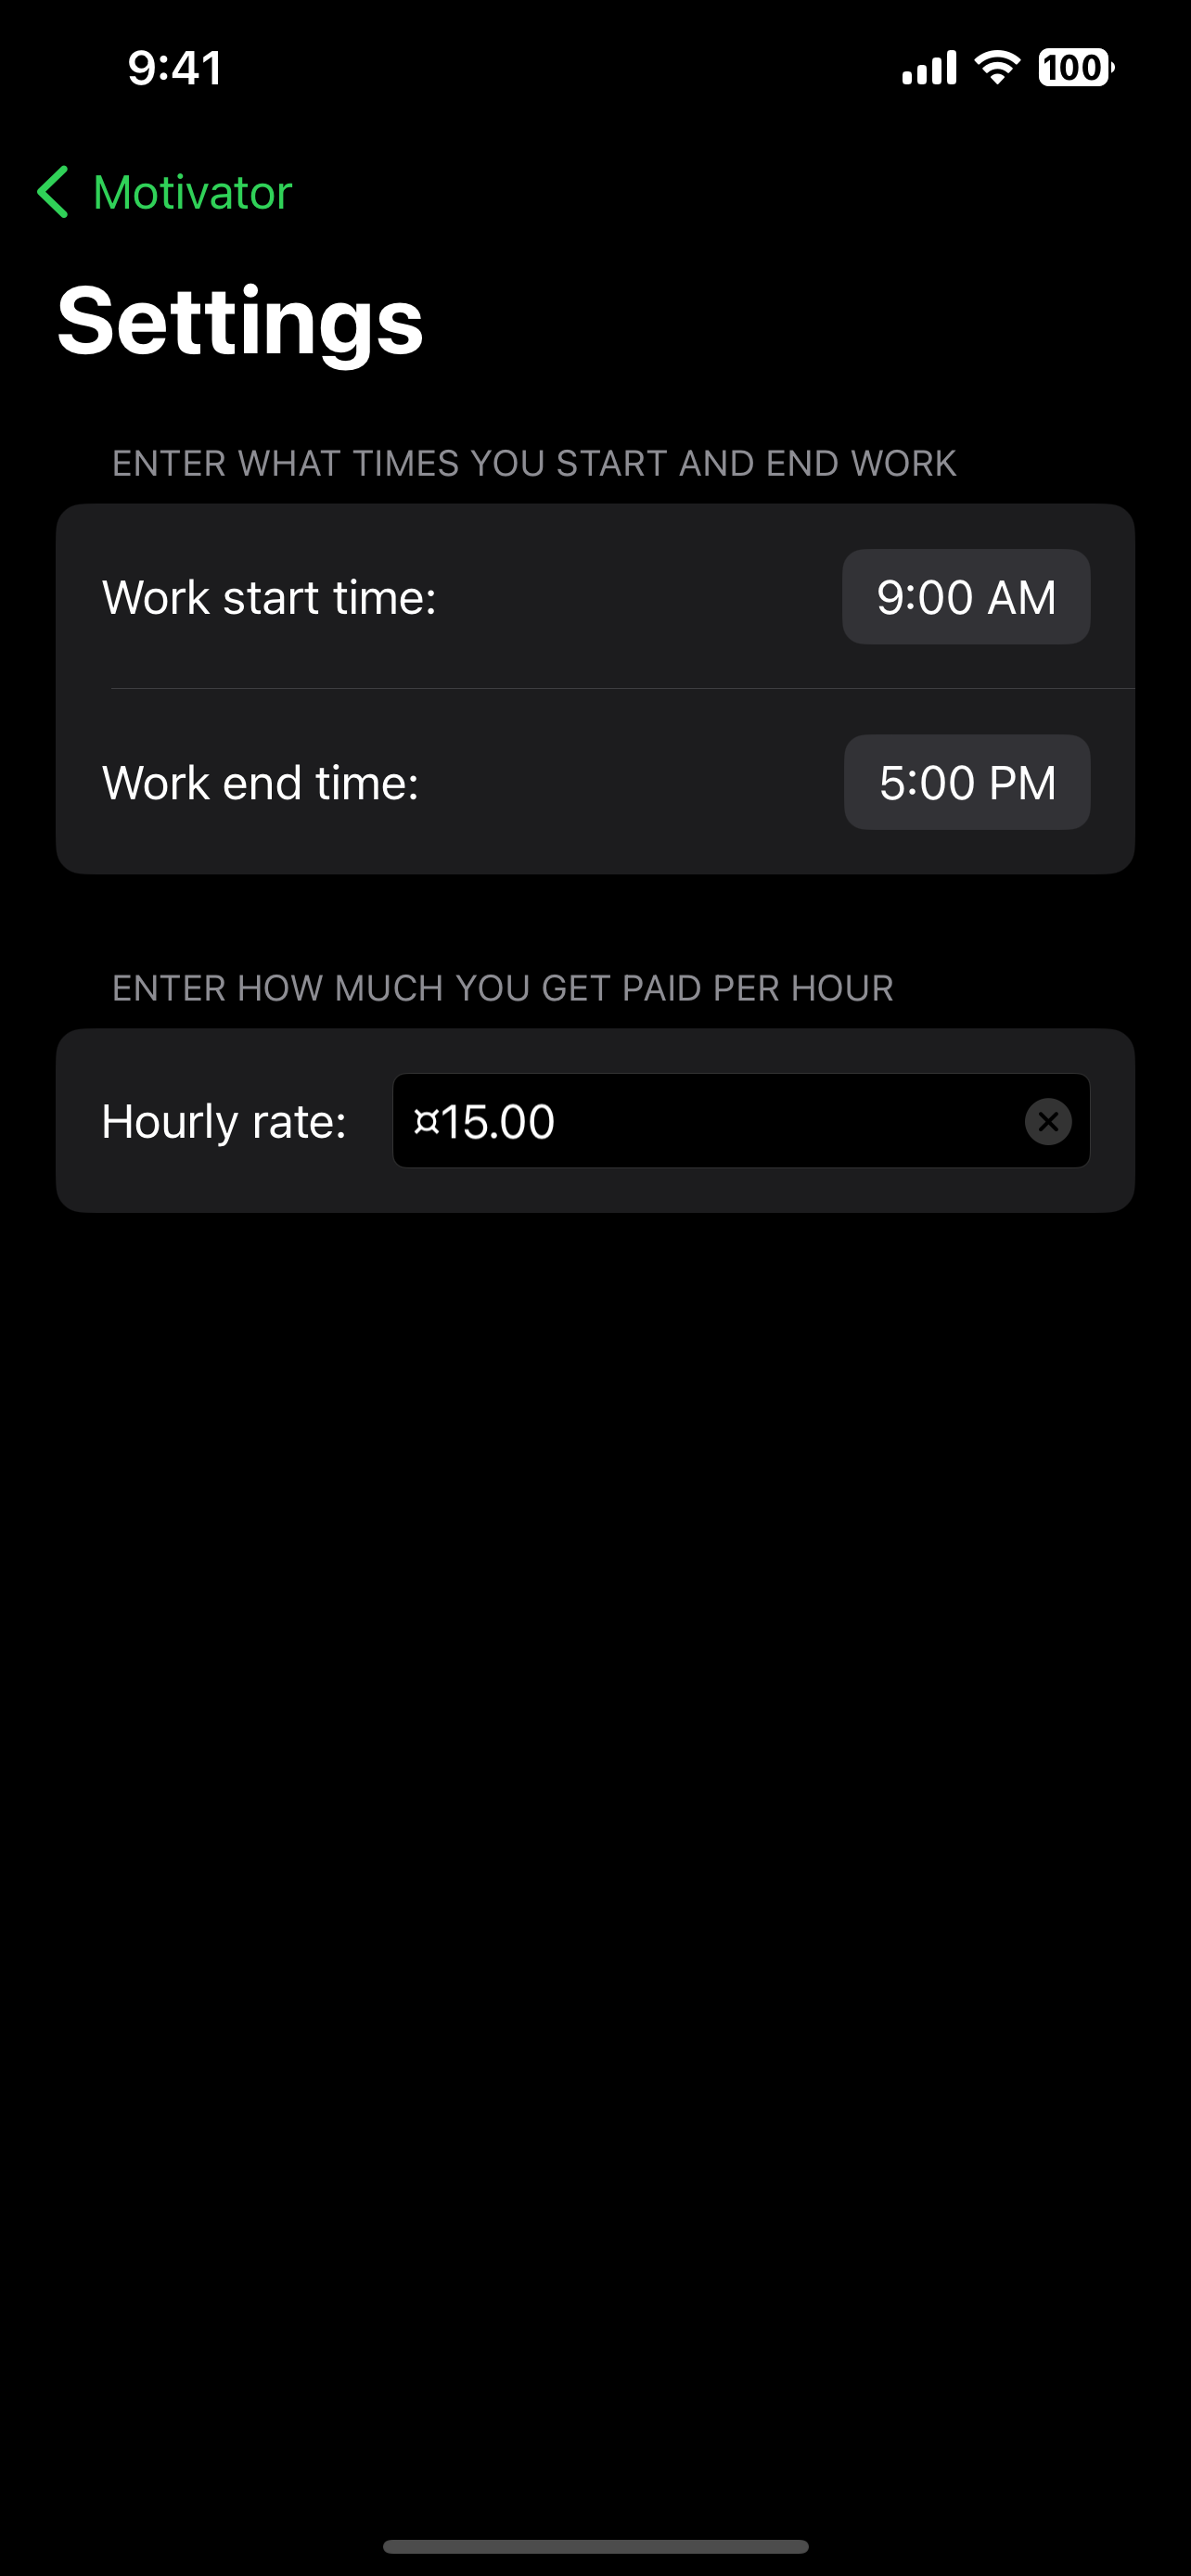 9:41
100
Motivator
Settings
ENTER WHAT TIMES YOU START AND END WORK
Work start time: 9:00 AM
Work end time: 5:00 PM
ENTER HOW MUCH YOU GET PAID PER HOUR
Hourly rate: ¤15.00